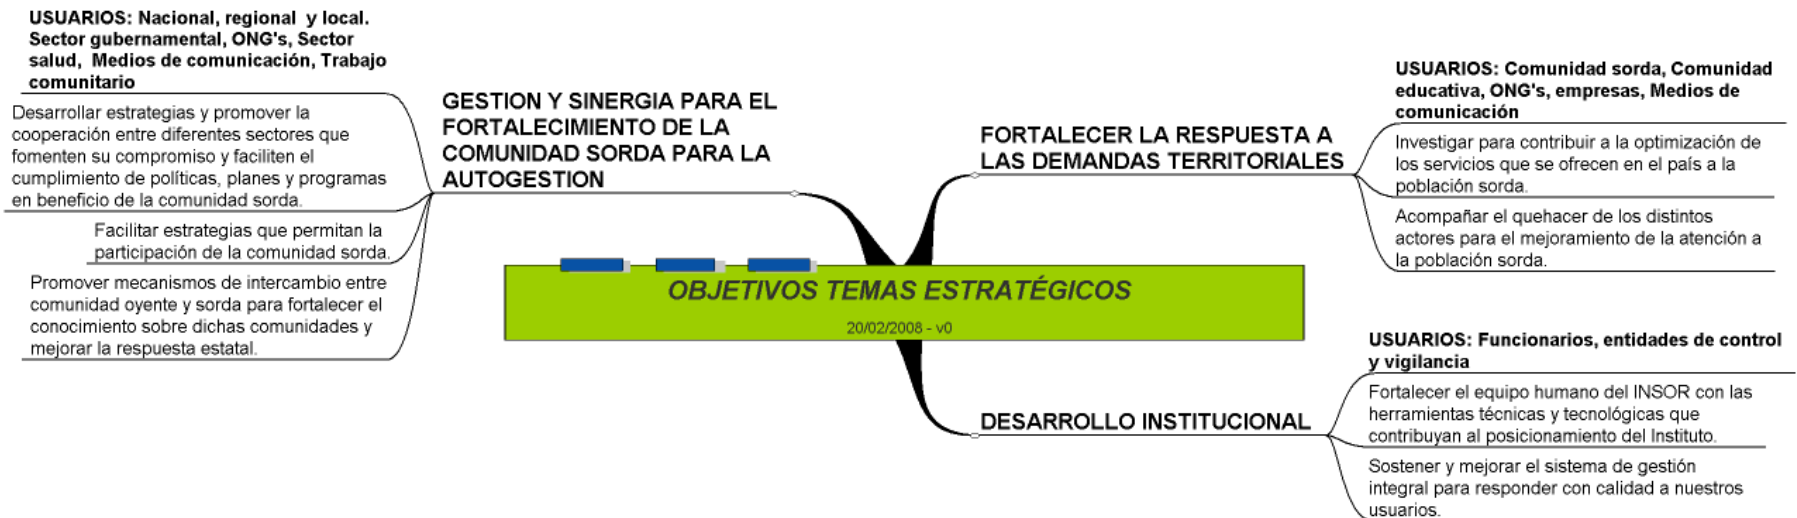 USUARIOS: Nacional, regional y local.
Sector gubernamental, ONG's, Sector
salud, Medios de comunicación, Trabajo
comunitario
Desarrollar estrategias y promover la
cooperación entre diferentes sectores que
fomenten su compromiso y faciliten el
cumplimiento de políticas, planes y programas
en beneficio de la comunidad sorda.
Facilitar estrategias que permitan la
participación de la comunidad sorda.
Promover mecanismos de intercambio entre
comunidad oyente y sorda para fortalecer el
conocimiento sobre dichas comunidades y
mejorar la respuesta estatal.
GESTION Y SINERGIA PARA EL
FORTALECIMIENTO DE LA
COMUNIDAD SORDA PARA LA
AUTOGESTION
OBJETIVOS TEMAS ESTRATÉGICOS
20/02/2008 - v0
FORTALECER LA RESPUESTA A
LAS DEMANDAS TERRITORIALES
USUARIOS: Comunidad sorda, Comunidad
educativa, ONG's, empresas, Medios de
comunicación
Investigar para contribuir a la optimización de
los servicios que se ofrecen en el país a la
población sorda.
Acompañar el quehacer de los distintos
actores para el mejoramiento de la atención a
la población sorda.
DESARROLLO INSTITUCIONAL
USUARIOS: Funcionarios, entidades de control
y vigilancia
Fortalecer el equipo humano del INSOR con las
herramientas técnicas y tecnológicas que
contribuyan al posicionamiento del Instituto.
Sostener y mejorar el sistema de gestión
integral para responder con calidad a nuestros
usuarios.